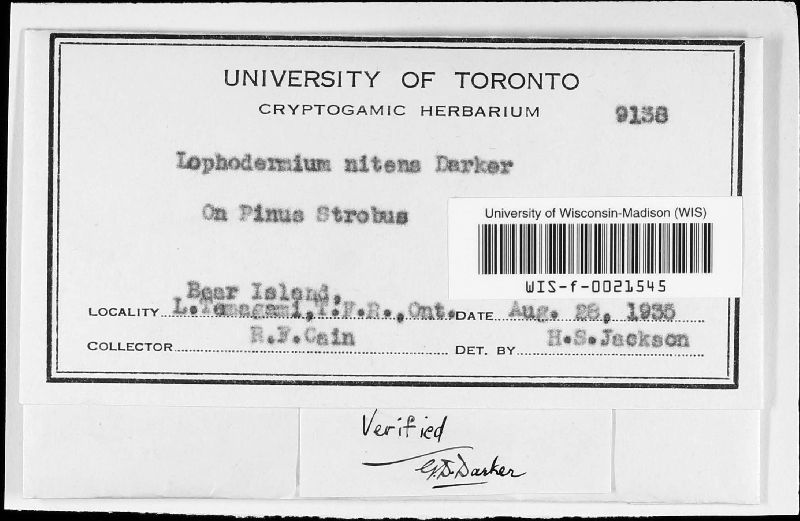 UNIVERSITY OF TORONTO
CRYPTOGAMIC HERBARIUM
9138
Lophodermium nitens Darker
On Pinus Strobus
University of Wisconsin-Madison (WIS)
WIS-f-0021545
Bear Island,
LOCALITY L.Temagami,T.F.R.,Ont. DATE Aug. 28, 1935
COLLECTOR R.F.Cain DET. BY H.S.Jackson
Verified
G.D.Darker